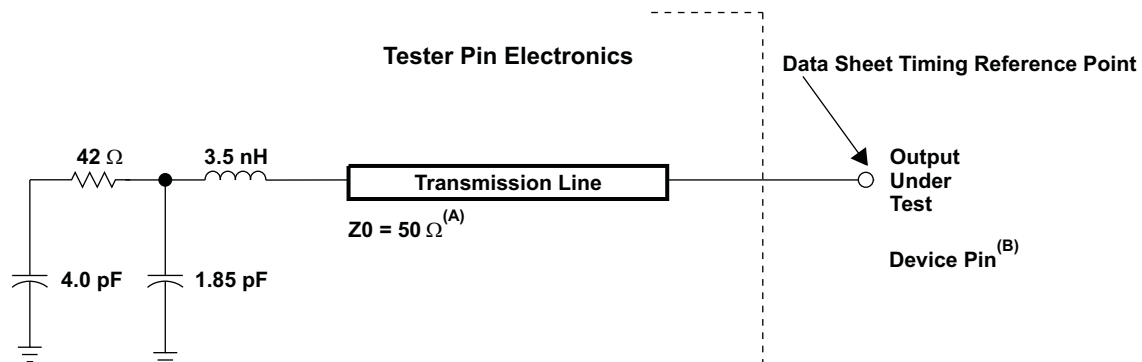 Tester Pin Electronics
Data Sheet Timing Reference Point
42 Ω
3.5 nH
Transmission Line
Output
Under
Test
Z0 = 50 Ω(A)
Device Pin(B)
4.0 pF
1.85 pF